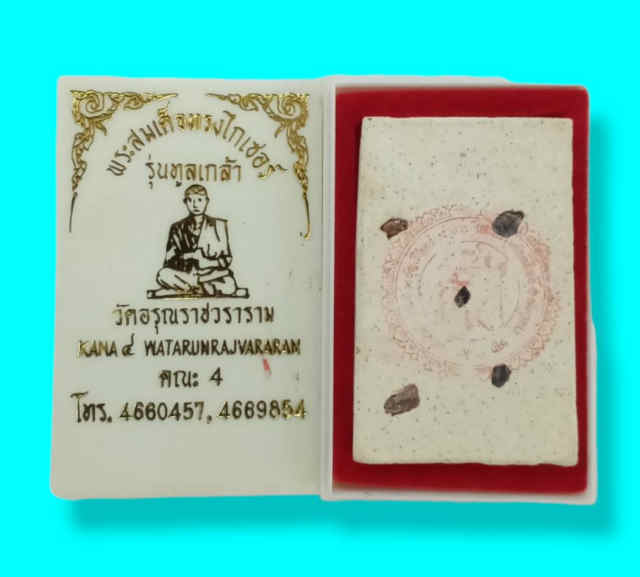 พระสมเด็จทรงไกเซอร์
รุ่นทูลเกล้า
วัดอรุณราชวราราม
KANA ๔ WATARUNRAJVARARAM
คณะ 4
โทร. 4660457, 4669854